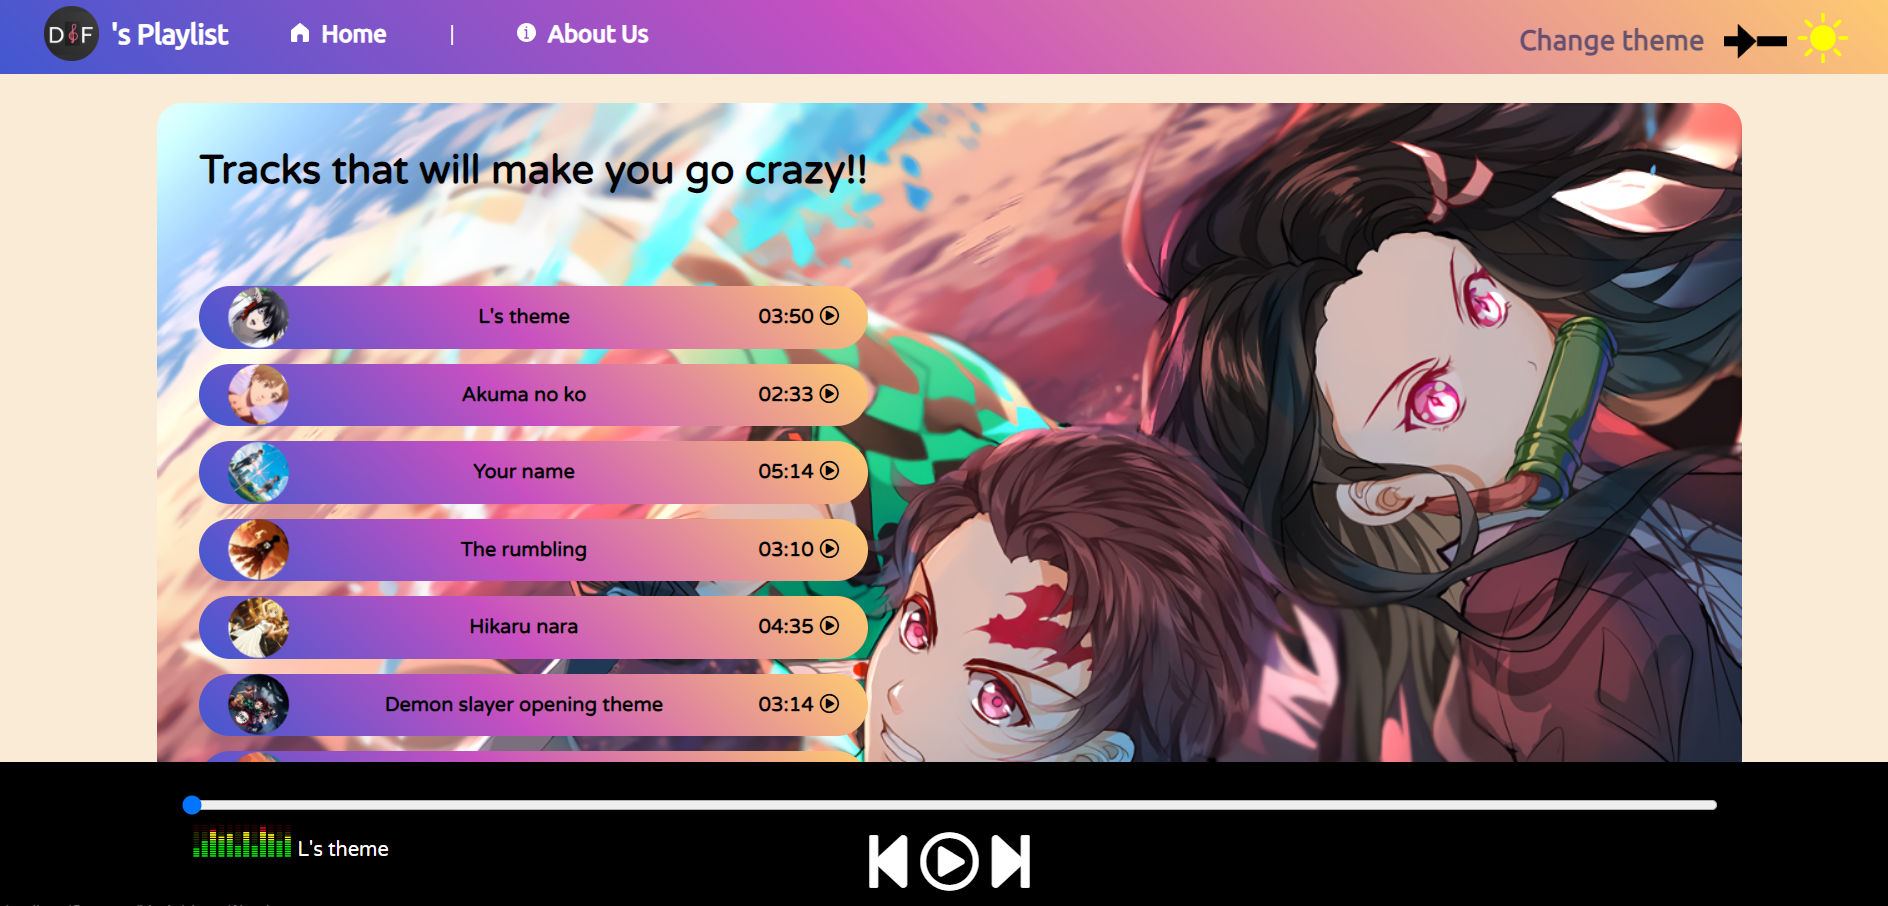 D F 's Playlist Home | About Us Change theme
Tracks that will make you go crazy!!
L's theme 03:50
Akuma no ko 02:33
Your name 05:14
The rumbling 03:10
Hikaru nara 04:35
Demon slayer opening theme 03:14
L's theme